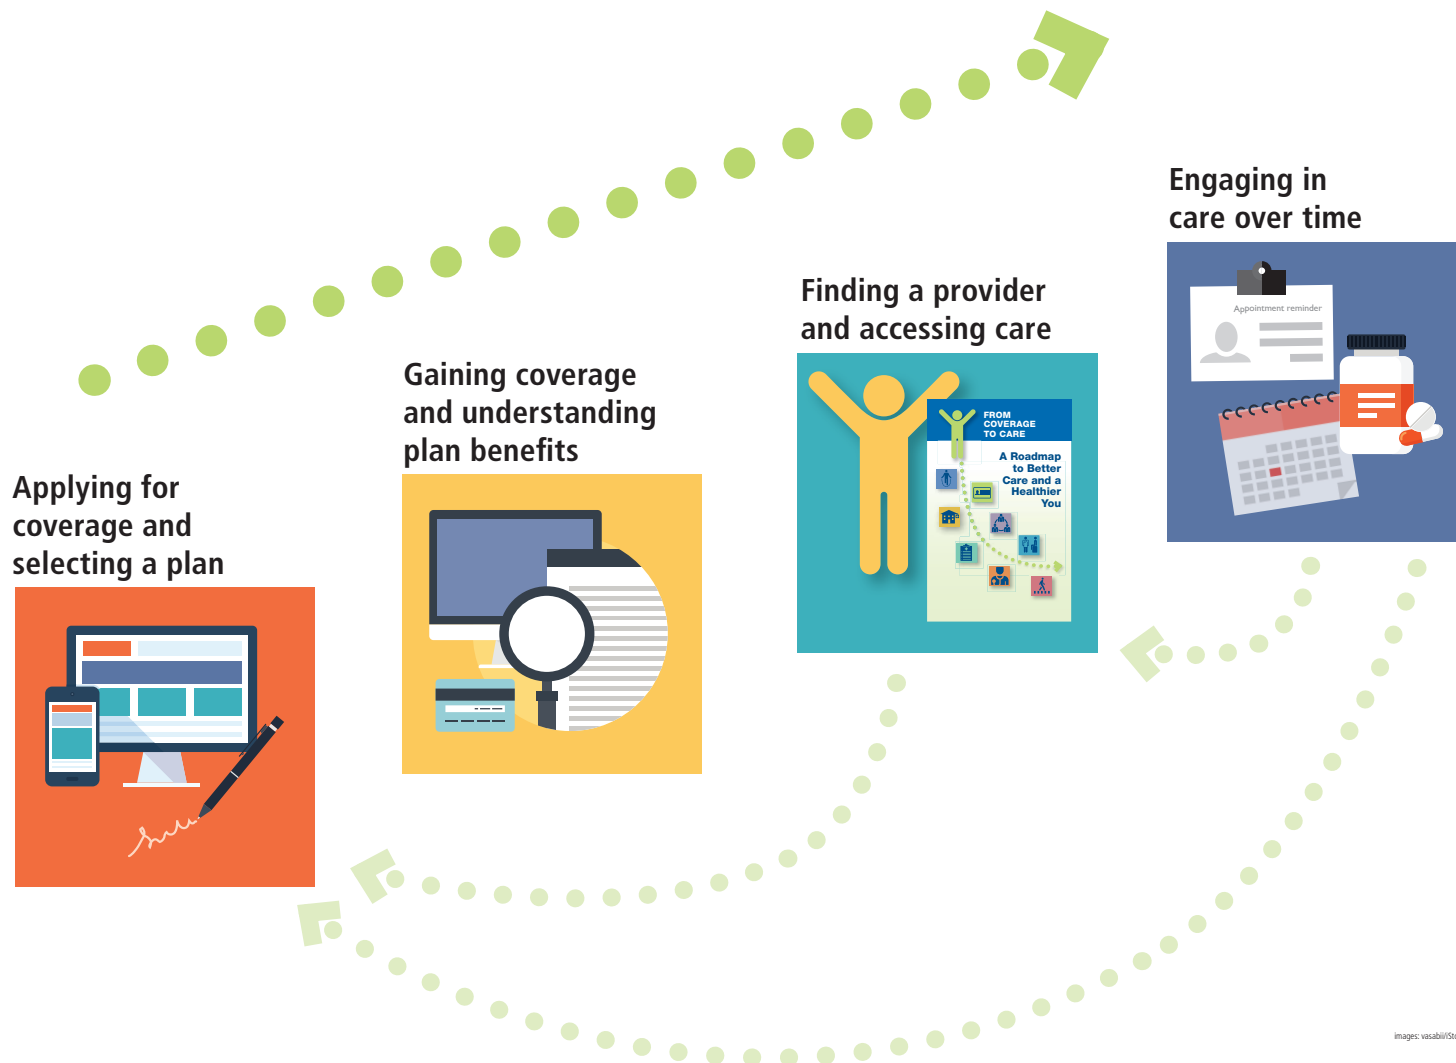 Engaging in
care over time
Appointment reminder
Finding a provider
and accessing care
FROM
COVERAGE
TO CARE
A Roadmap
to Better
Care and a
Healthier
You
Gaining coverage
and understanding
plan benefits
Applying for
coverage and
selecting a plan
images: